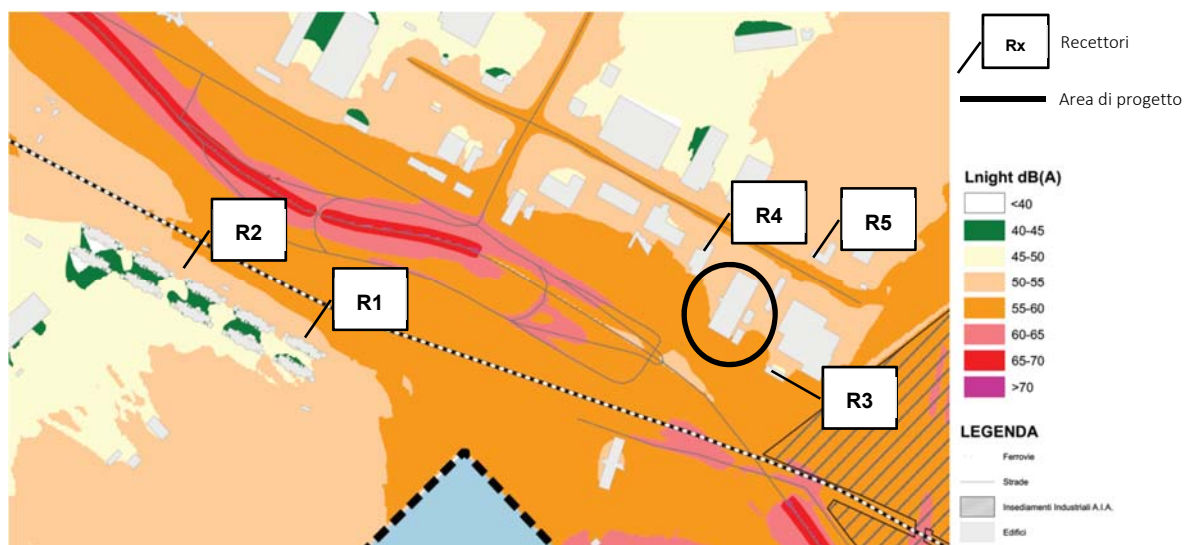 Rx
Recettori
Area di progetto
R2
R1
R4
R5
R3
Lnight dB(A)
<40
40-45
45-50
50-55
55-60
60-65
65-70
>70
LEGENDA
Ferrovie
Strade
Insediamenti Industriali A.I.A.
Edifici